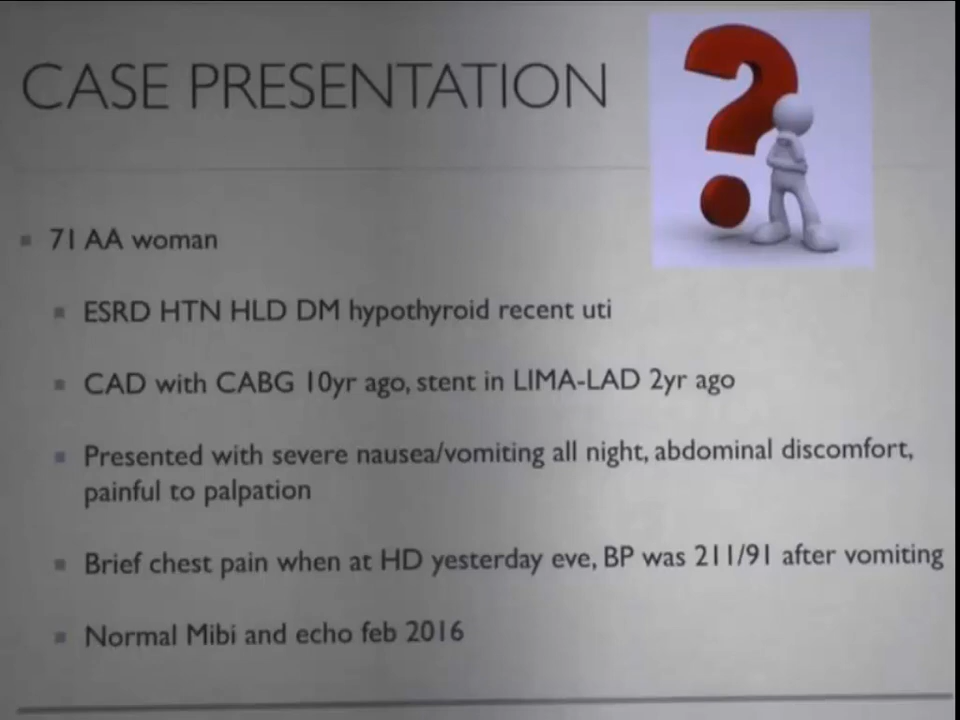 CASE PRESENTATION
71 AA woman
ESRD HTN HLD DM hypothyroid recent uti
CAD with CABG 10yr ago, stent in LIMA-LAD 2yr ago
Presented with severe nausea/vomiting all night, abdominal discomfort,
painful to palpation
Brief chest pain when at HD yesterday eve, BP was 211/91 after vomiting
Normal Mibi and echo feb 2016